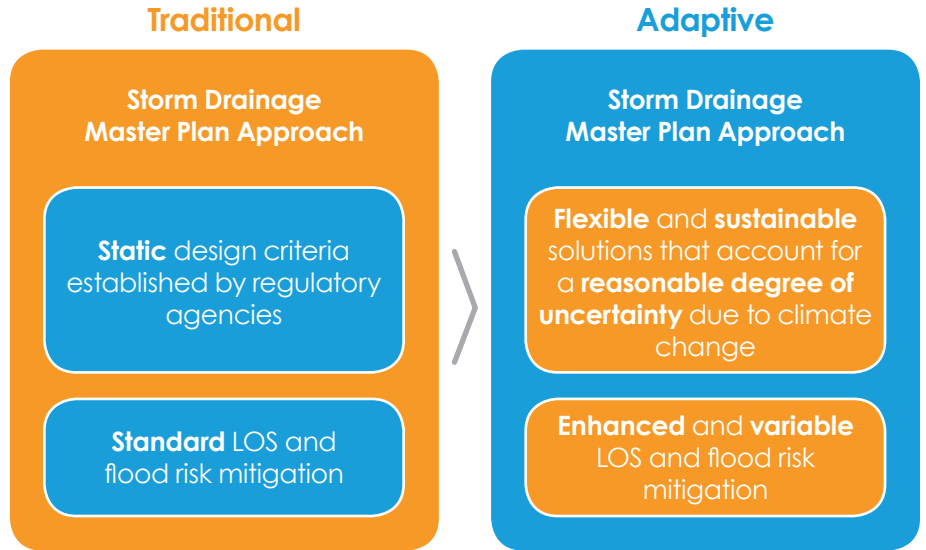 Traditional
Storm Drainage
Master Plan Approach
Static design criteria
established by regulatory
agencies
Standard LOS and
flood risk mitigation
Adaptive
Storm Drainage
Master Plan Approach
Flexible and sustainable
solutions that account for
a reasonable degree of
uncertainty due to climate
change
Enhanced and variable
LOS and flood risk
mitigation